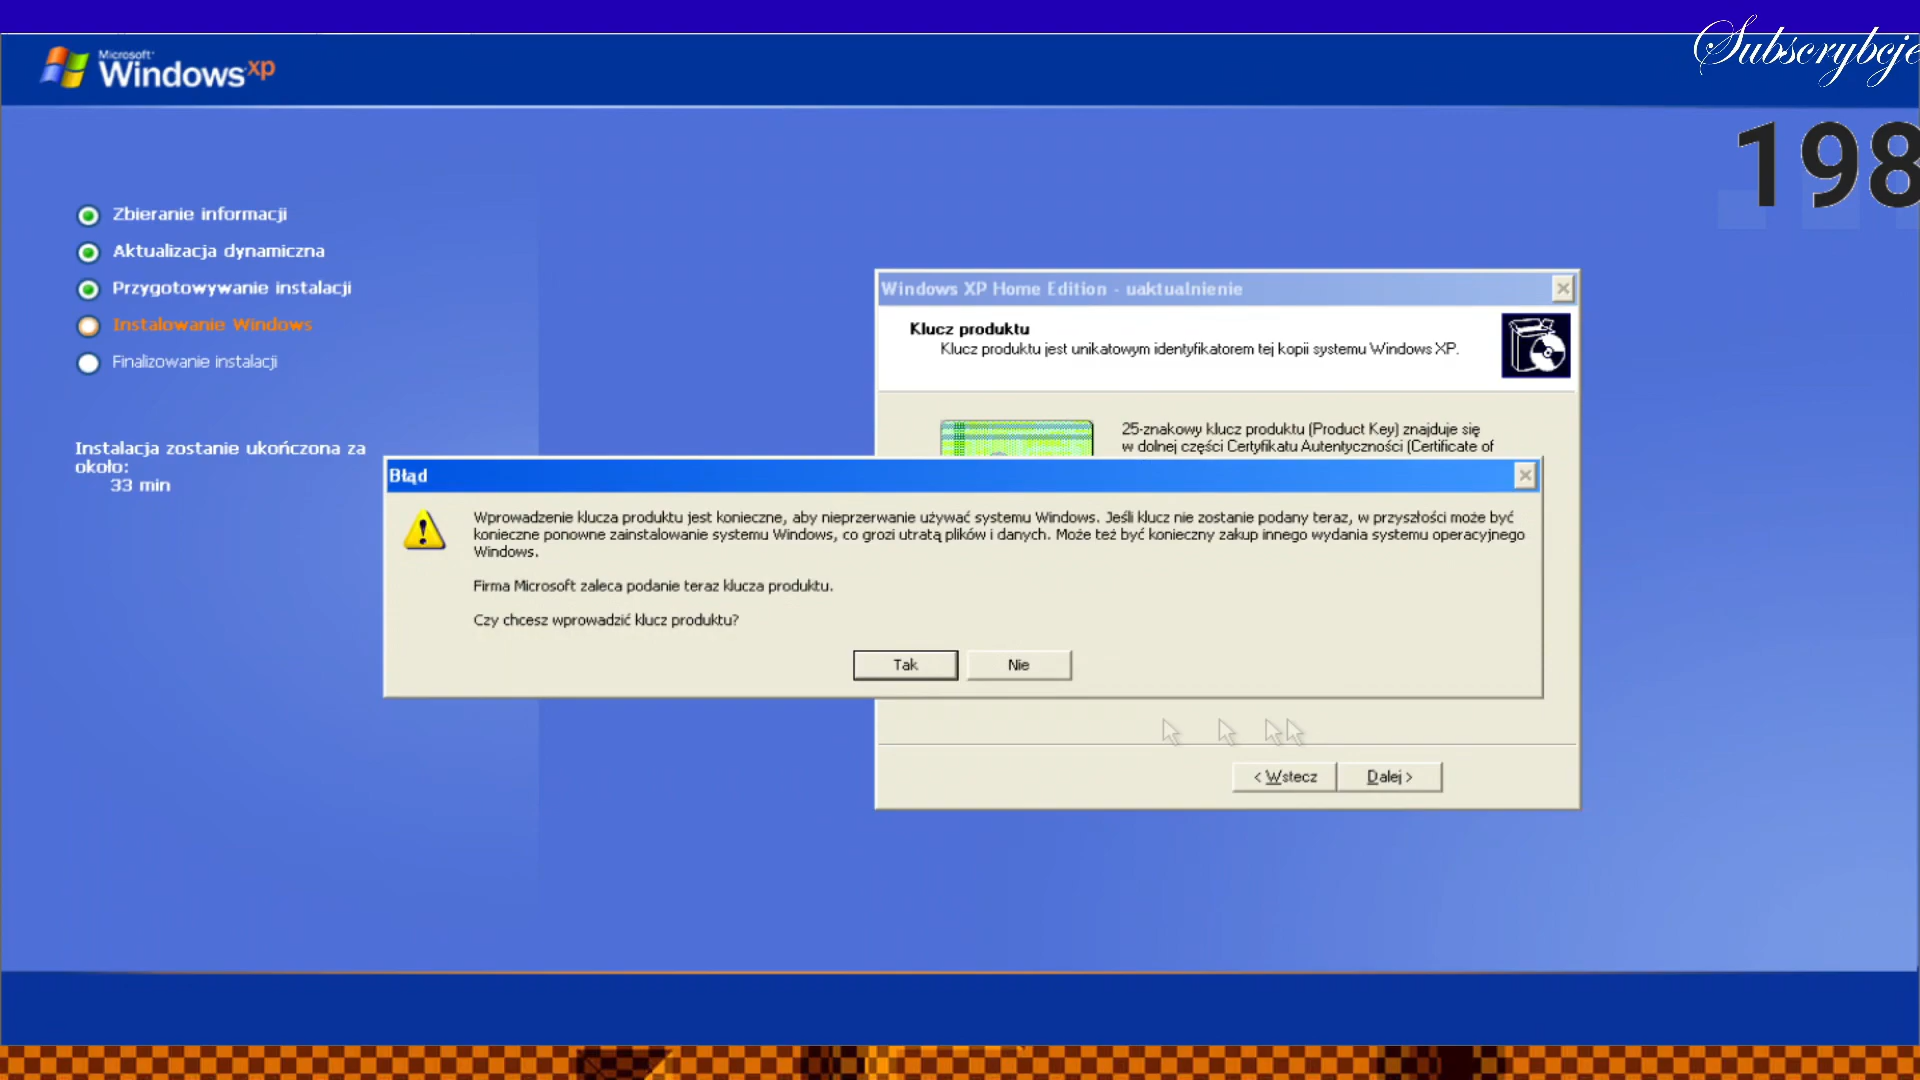 Microsoft
Windows xp
Subscrybcje
198
Zbieranie informacji
Aktualizacja dynamiczna
Przygotowywanie instalacji
Instalowanie Windows
Finalizowanie instalacji
Instalacja zostanie ukończona za
około:
33 min
Windows XP Home Edition - uaktualnienie
Klucz produktu
Klucz produktu jest unikatowym identyfikatorem tej kopii systemu Windows XP.
25-znakowy klucz produktu (Product Key) znajduje się
w dolnej części Certyfikatu Autentyczności (Certificate of
Błąd
Wprowadzenie klucza produktu jest konieczne, aby nieprzerwanie używać systemu Windows. Jeśli klucz nie zostanie podany teraz, w przyszłości może być
konieczne ponowne zainstalowanie systemu Windows, co grozi utratą plików i danych. Może też być konieczny zakup innego wydania systemu operacyjnego
Windows.
Firma Microsoft zaleca podanie teraz klucza produktu.
Czy chcesz wprowadzić klucz produktu?
Tak
Nie
< Wstecz
Dalej >